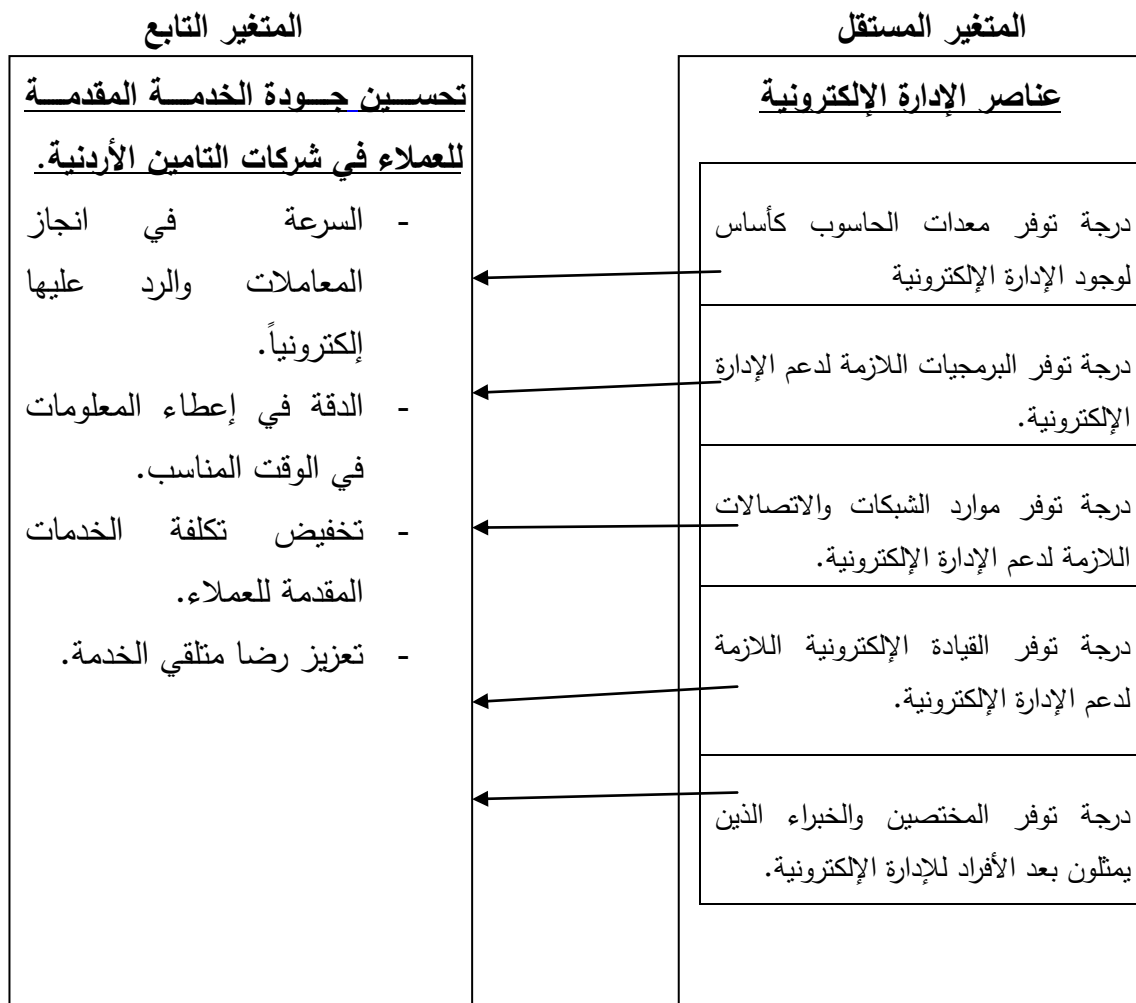 المتغير المستقل
عناصر الإدارة الإلكترونية
درجة توفر معدات الحاسوب كأساس
لوجود الإدارة الإلكترونية
درجة توفر البرمجيات اللازمة لدعم الإدارة
الإلكترونية.
درجة توفر موارد الشبكات والاتصالات
اللازمة لدعم الإدارة الإلكترونية.
درجة توفر القيادة الإلكترونية اللازمة
لدعم الإدارة الإلكترونية.
درجة توفر المختصين والخبراء الذين
يمثلون بعد الأفراد للإدارة الإلكترونية.
المتغير التابع
تحســـين جـــودة الخدمـــة المقدمـــة
للعملاء في شركات التامين الأردنية.
- السرعة في انجاز
المعاملات والرد عليها
إلكترونياً.
- الدقة في إعطاء المعلومات
في الوقت المناسب.
- تخفيض تكلفة الخدمات
المقدمة للعملاء.
- تعزيز رضا متلقي الخدمة.